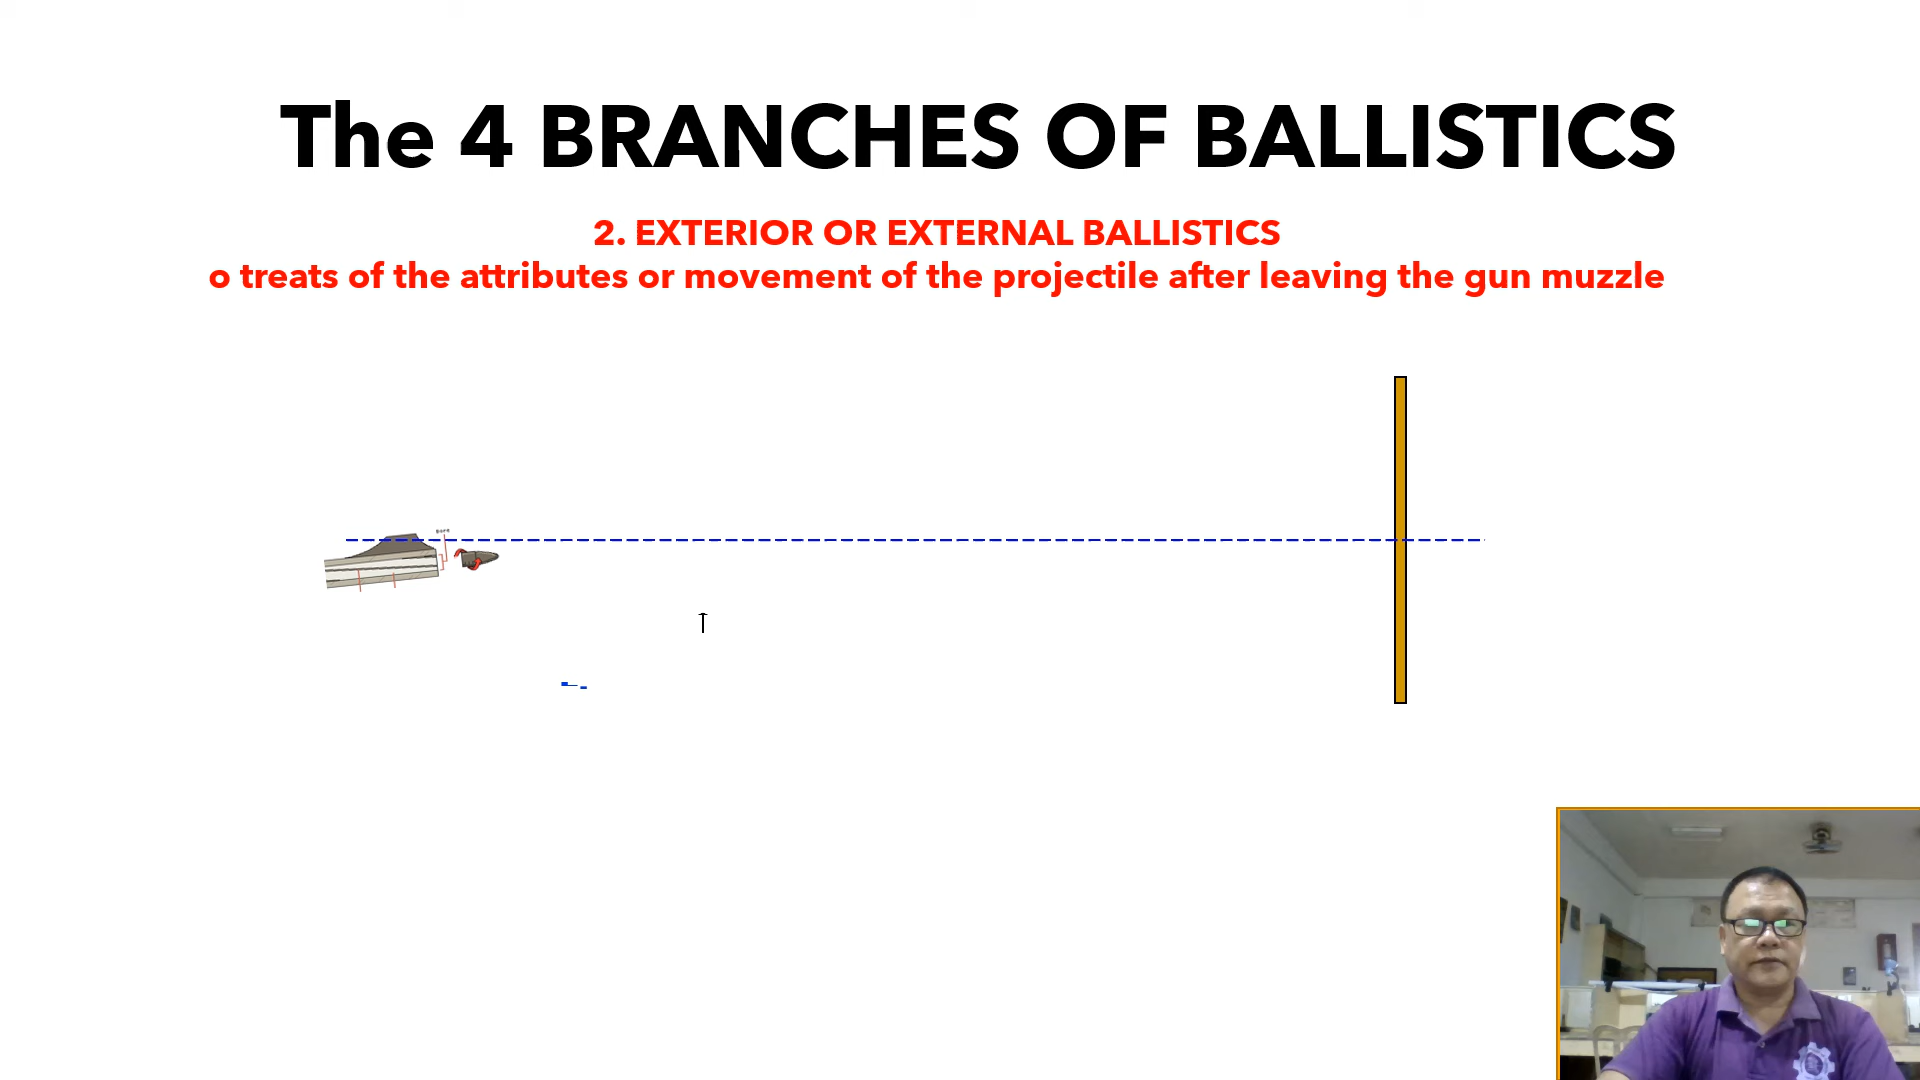 The 4 BRANCHES OF BALLISTICS
2. EXTERIOR OR EXTERNAL BALLISTICS
o treats of the attributes or movement of the projectile after leaving the gun muzzle